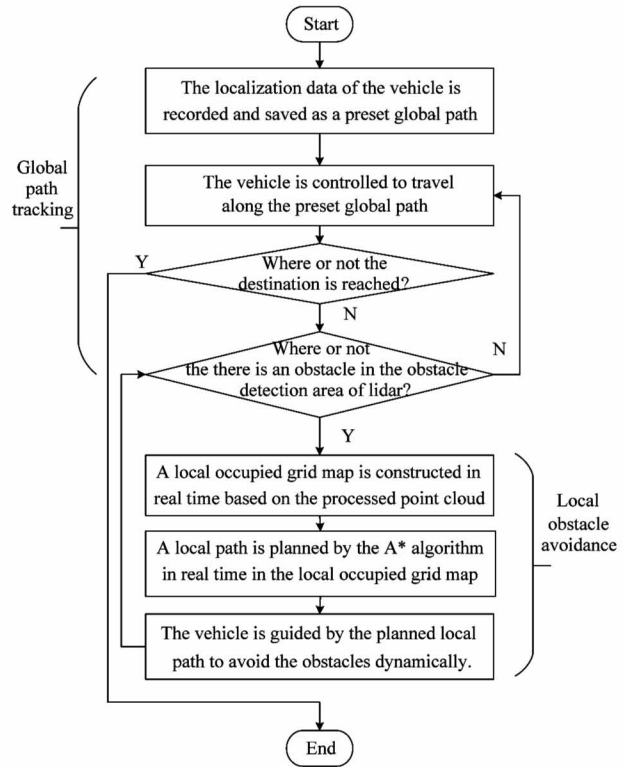 Start
The localization data of the vehicle is
recorded and saved as a preset global path
Global
path
tracking
The vehicle is controlled to travel
along the preset global path
Y
Where or not the
destination is reached?
N
Where or not
the there is an obstacle in the obstacle
detection area of lidar?
N
Y
A local occupied grid map is constructed in
real time based on the processed point cloud
Local
obstacle
avoidance
A local path is planned by the A* algorithm
in real time in the local occupied grid map
The vehicle is guided by the planned local
path to avoid the obstacles dynamically.
End